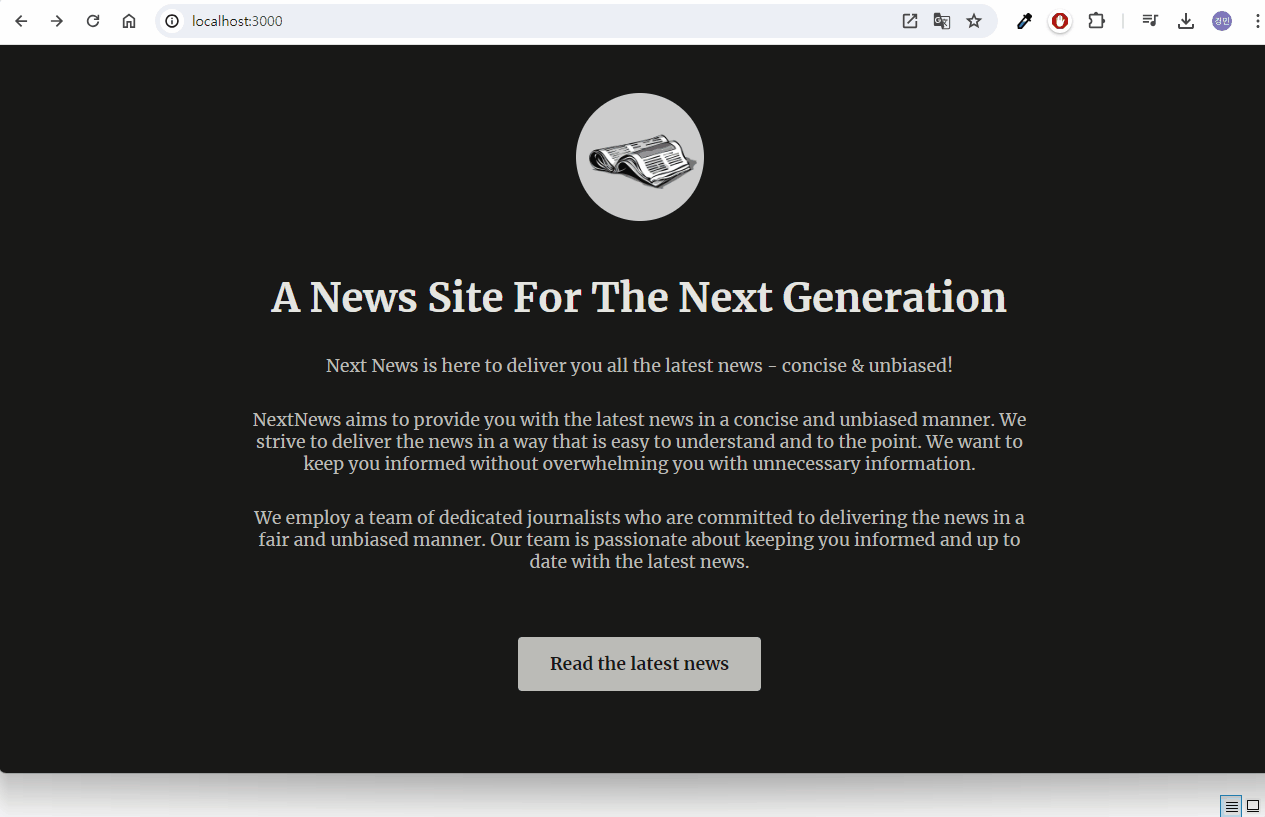 localhost:3000
경민
A News Site For The Next Generation
Next News is here to deliver you all the latest news - concise & unbiased!
NextNews aims to provide you with the latest news in a concise and unbiased manner. We
strive to deliver the news in a way that is easy to understand and to the point. We want to
keep you informed without overwhelming you with unnecessary information.
We employ a team of dedicated journalists who are committed to delivering the news in a
fair and unbiased manner. Our team is passionate about keeping you informed and up to
date with the latest news.
Read the latest news